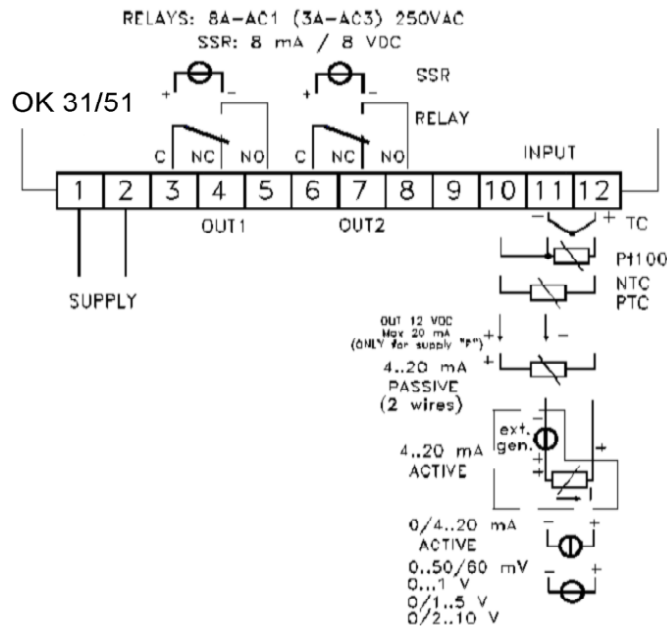 RELAYS: 8A-AC1 (3A-AC3) 250VAC
SSR: 8 mA / 8 VDC
+ - + - SSR
OK 31/51
RELAY
C NC NO C NC NO INPUT
1 2 3 4 5 6 7 8 9 10 11 12
OUT1 OUT2
- + TC
Pt100
SUPPLY
NTC
PTC
OUT 12 VDC
Max 20 mA
(ONLY for supply "F")
+ -
+
4..20 mA
PASSIVE
(2 wires)
-
ext.
gen.
+
4..20 mA
ACTIVE
+
+
I
0/4..20 mA
ACTIVE
- +
0..50/60 mV
0...1 V
0/1..5 V
0/2..10 V
- +